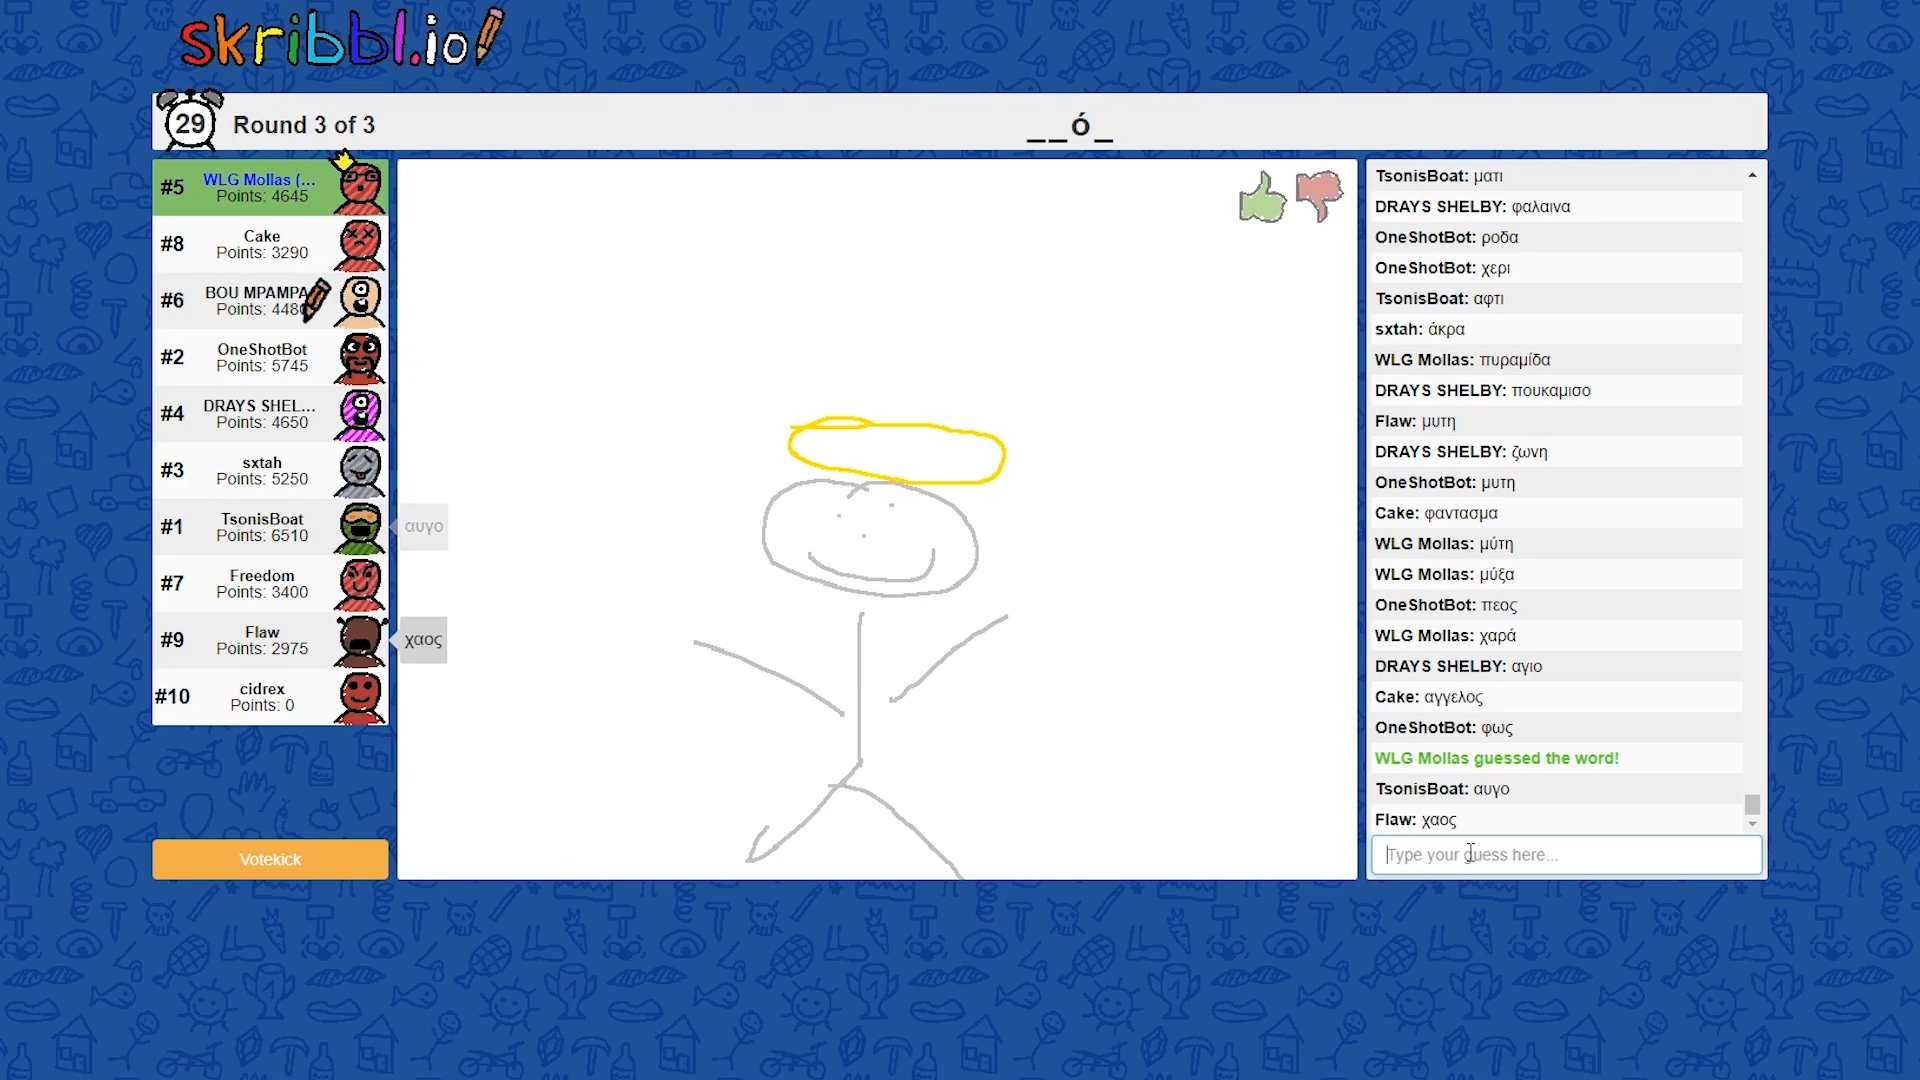 skribbl.io
29
Round 3 of 3
__ó_
#5 WLG Mollas (...
Points: 4645
#8 Cake
Points: 3290
#6 BOU MPAMPA
Points: 4480
#2 OneShotBot
Points: 5745
#4 DRAYS SHEL...
Points: 4650
#3 sxtah
Points: 5250
#1 TsonisBoat
Points: 6510
αυγο
#7 Freedom
Points: 3400
#9 Flaw
Points: 2975
χαος
#10 cidrex
Points: 0
Votekick
TsonisBoat: ματι
DRAYS SHELBY: φαλαινα
OneShotBot: ροδα
OneShotBot: χερι
TsonisBoat: αφτι
sxtah: άκρα
WLG Mollas: πυραμίδα
DRAYS SHELBY: πουκαμισο
Flaw: μυτη
DRAYS SHELBY: ζωνη
OneShotBot: μυτη
Cake: φαντασμα
WLG Mollas: μύτη
WLG Mollas: μύξα
OneShotBot: πεος
WLG Mollas: χαρά
DRAYS SHELBY: αγιο
Cake: αγγελος
OneShotBot: φως
WLG Mollas guessed the word!
TsonisBoat: αυγο
Flaw: χαος
Type your guess here...